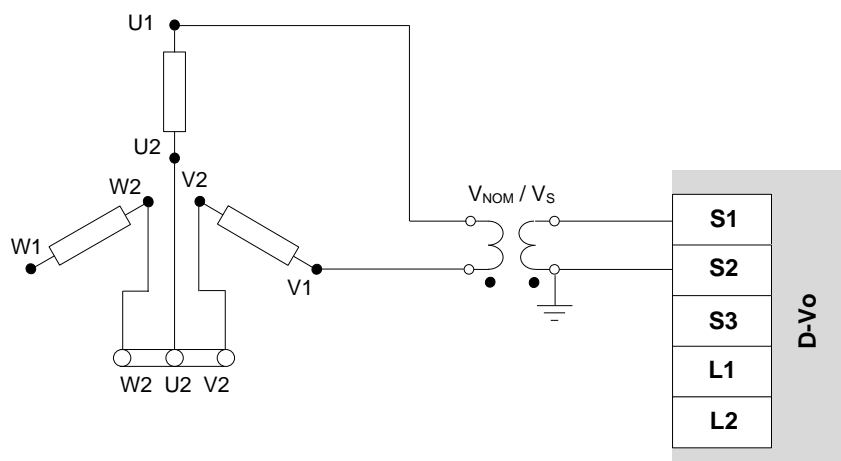 U1
U2
W2
V2
W1
V1
VNOM / VS
S1
S2
S3
L1
L2
D-Vo
W2 U2 V2